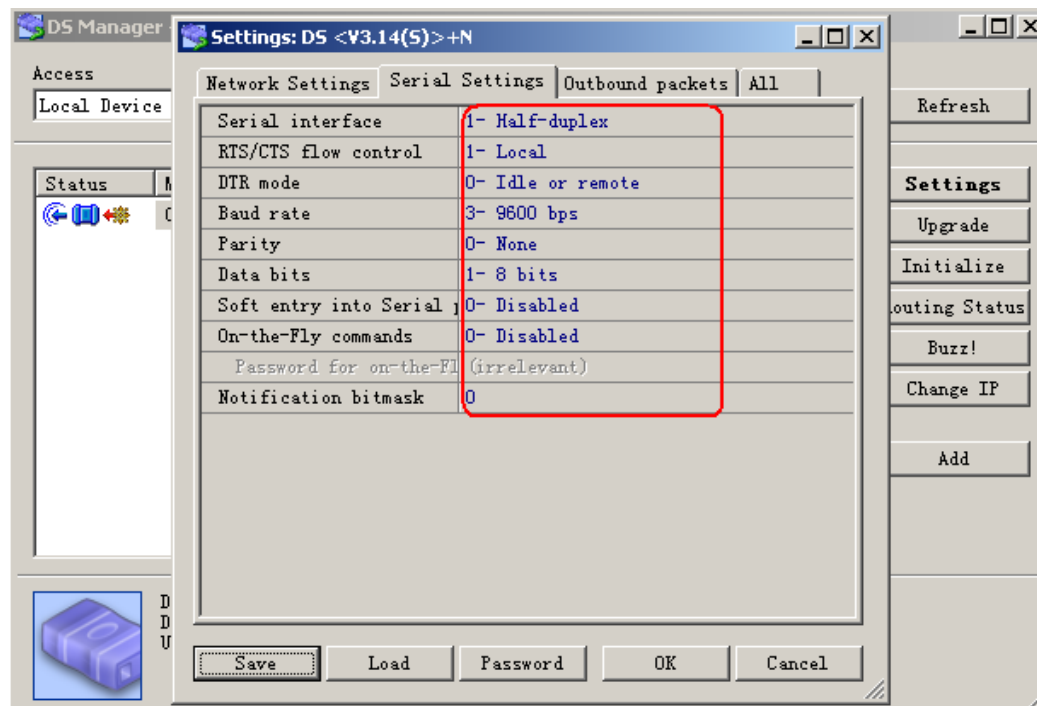 DS Manager -
Settings: DS <V3.14(S)>+N
Access
Local Device
Network Settings Serial Settings Outbound packets All
Refresh
Serial interface 1- Half-duplex
RTS/CTS flow control 1- Local
DTR mode 0- Idle or remote
Baud rate 3- 9600 bps
Parity 0- None
Data bits 1- 8 bits
Soft entry into Serial 0- Disabled
On-the-Fly commands 0- Disabled
Password for on-the-Fl (irrelevant)
Notification bitmask 0
Status
Settings
Upgrade
Initialize
outing Status
Buzz!
Change IP
Add
D
D
U
Save Load Password OK Cancel